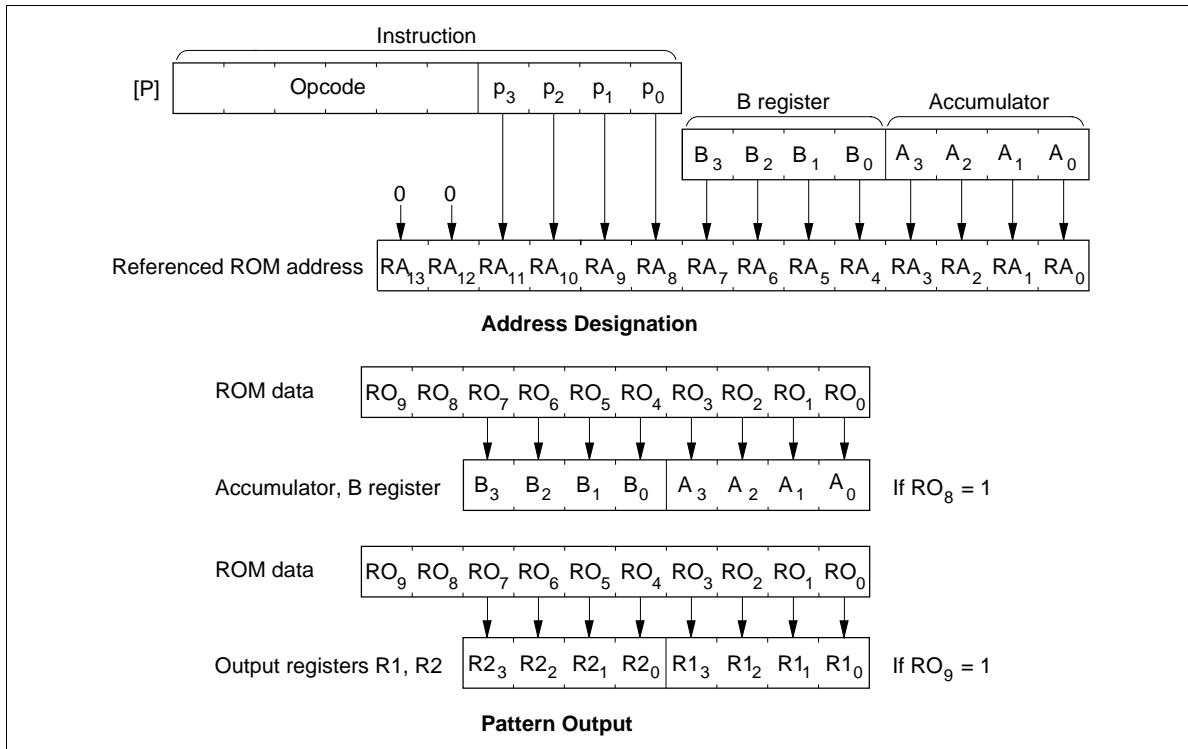 Instruction
[P] Opcode p3 p2 p1 p0
B register Accumulator
B3 B2 B1 B0 A3 A2 A1 A0
0 0
Referenced ROM address RA13 RA12 RA11 RA10 RA9 RA8 RA7 RA6 RA5 RA4 RA3 RA2 RA1 RA0
Address Designation
ROM data RO9 RO8 RO7 RO6 RO5 RO4 RO3 RO2 RO1 RO0
Accumulator, B register B3 B2 B1 B0 A3 A2 A1 A0 If RO8 = 1
ROM data RO9 RO8 RO7 RO6 RO5 RO4 RO3 RO2 RO1 RO0
Output registers R1, R2 R23 R22 R21 R20 R13 R12 R11 R10 If RO9 = 1
Pattern Output